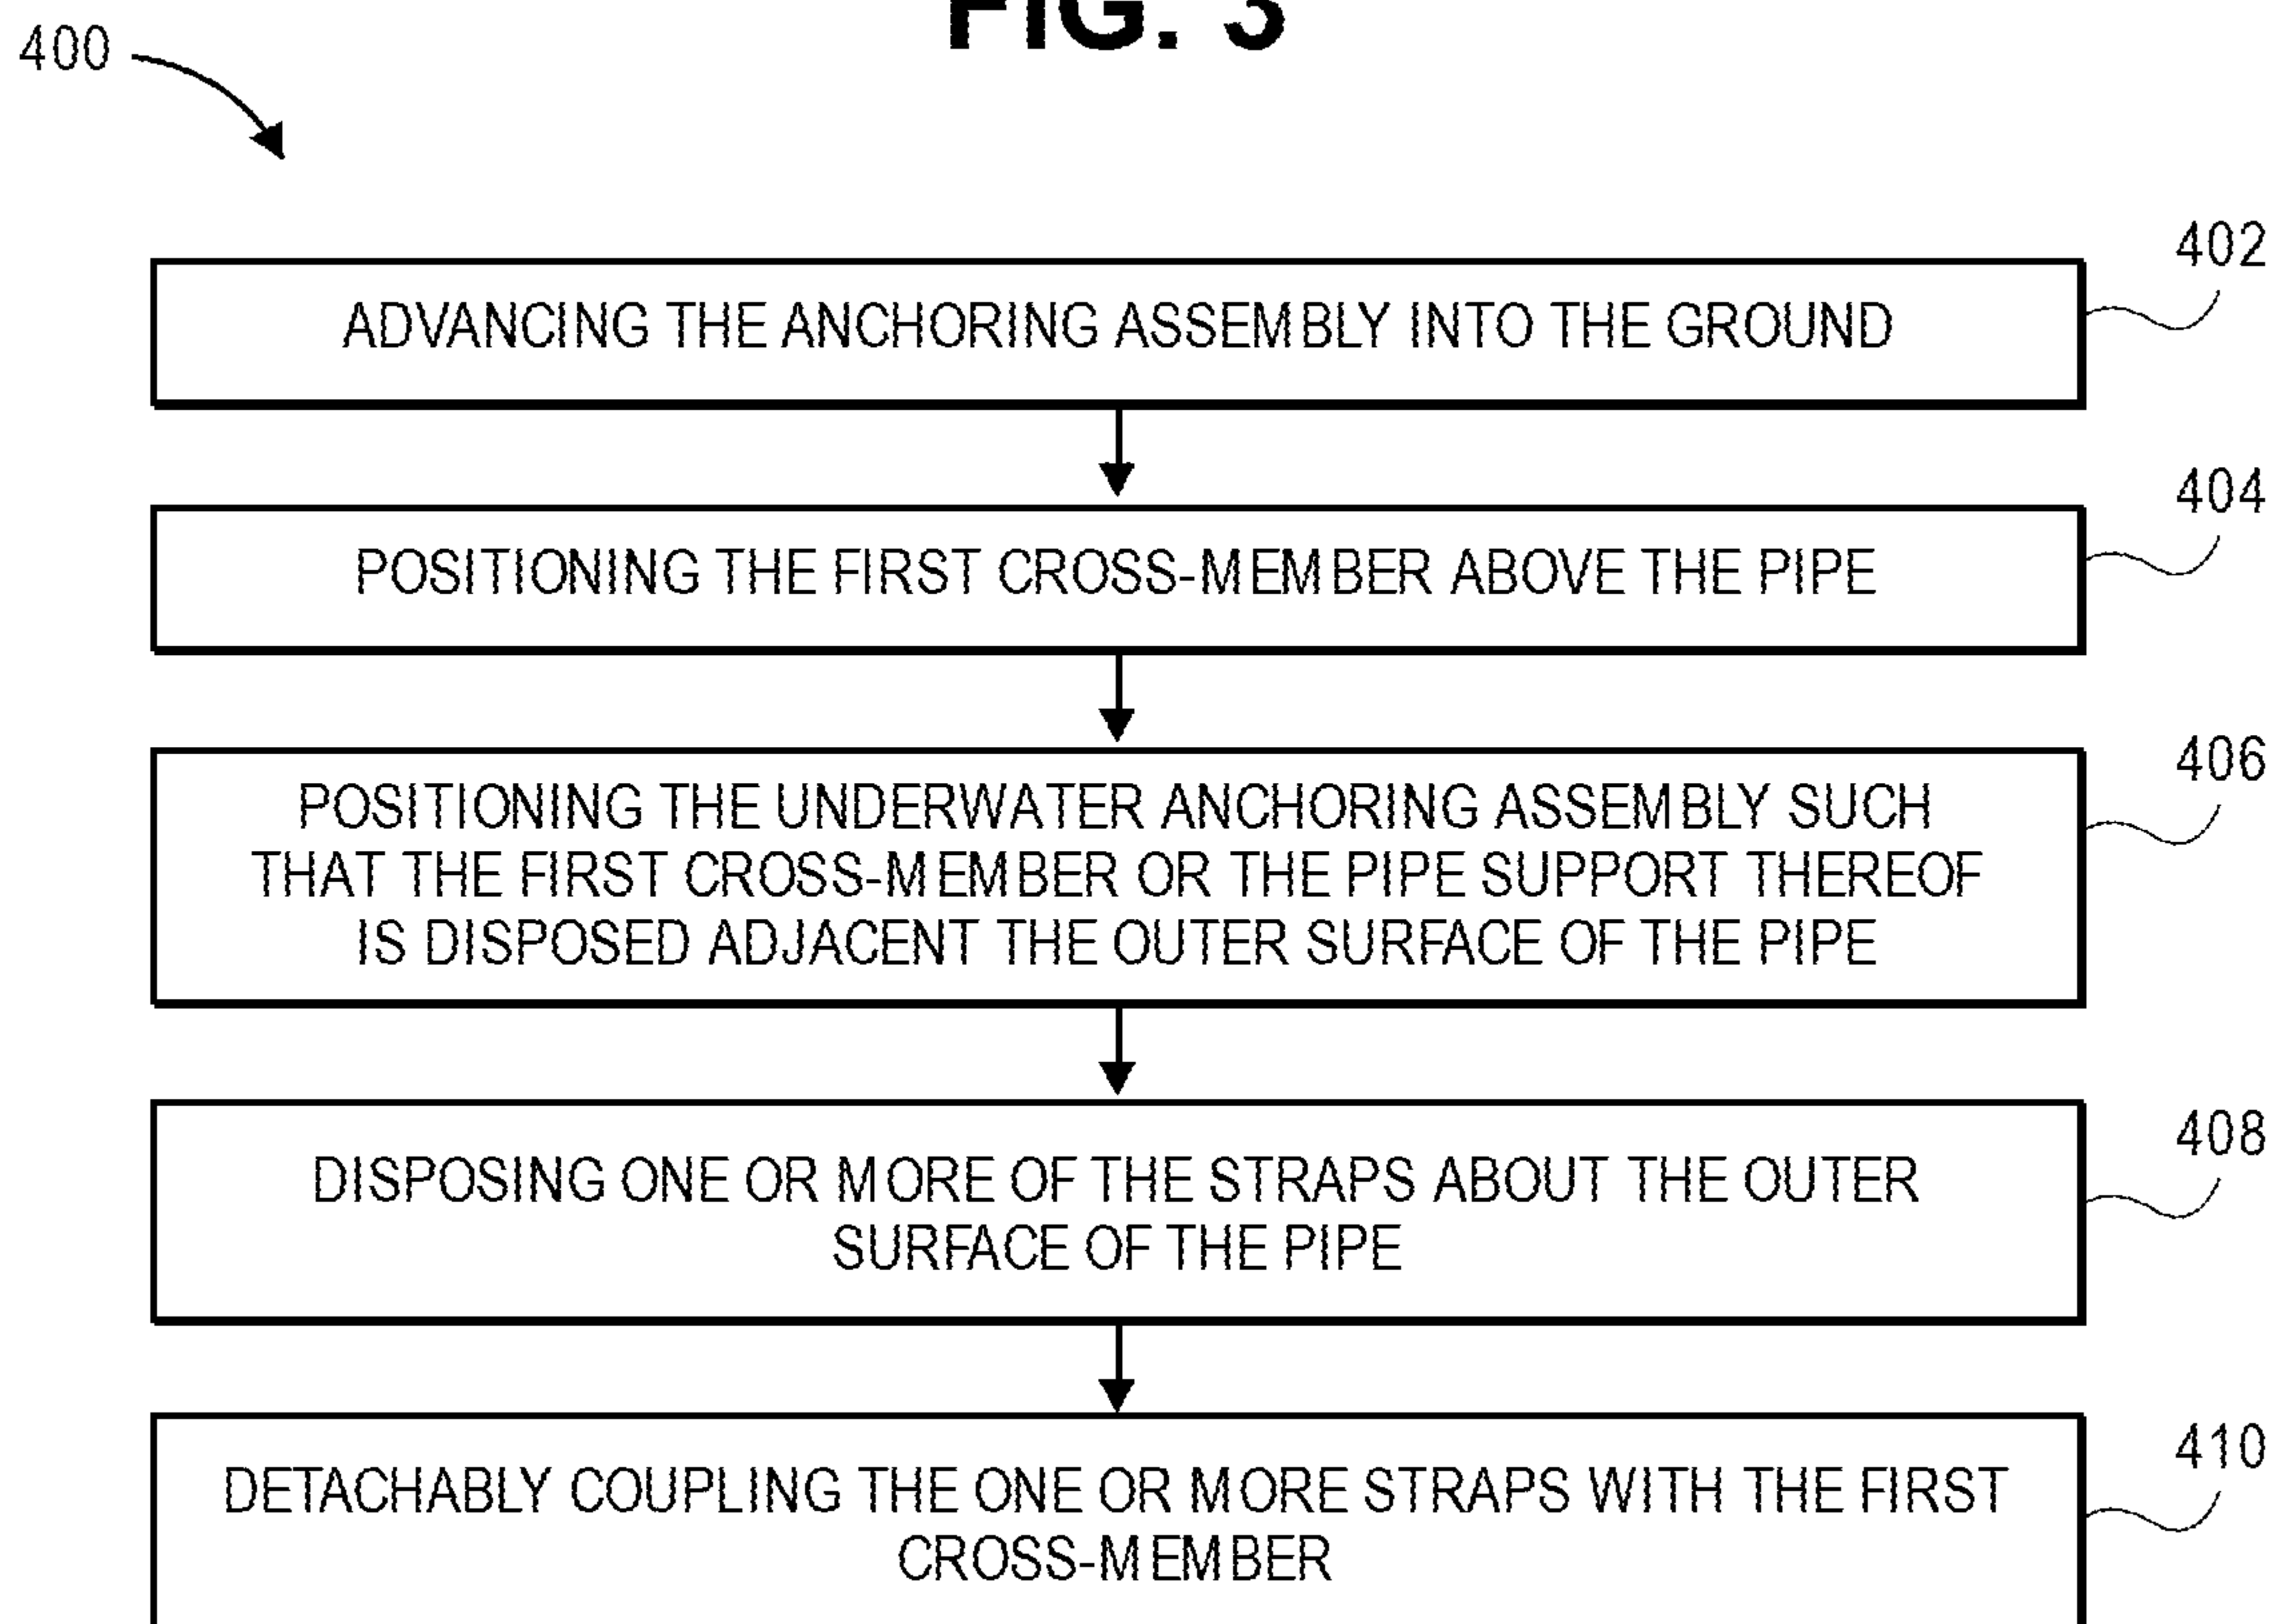 FIG. 3
400
402
ADVANCING THE ANCHORING ASSEMBLY INTO THE GROUND
404
POSITIONING THE FIRST CROSS-MEMBER ABOVE THE PIPE
406
POSITIONING THE UNDERWATER ANCHORING ASSEMBLY SUCH
THAT THE FIRST CROSS-MEMBER OR THE PIPE SUPPORT THEREOF
IS DISPOSED ADJACENT THE OUTER SURFACE OF THE PIPE
408
DISPOSING ONE OR MORE OF THE STRAPS ABOUT THE OUTER
SURFACE OF THE PIPE
410
DETACHABLY COUPLING THE ONE OR MORE STRAPS WITH THE FIRST
CROSS-MEMBER